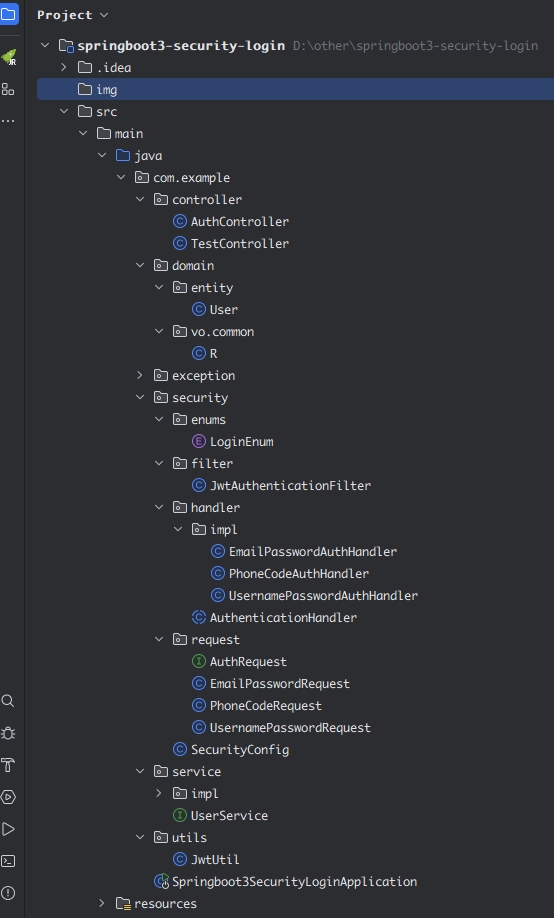 Project
springboot3-security-login D:\other\springboot3-security-login
.idea
img
src
main
java
com.example
controller
AuthController
TestController
domain
entity
User
vo.common
R
exception
security
enums
LoginEnum
filter
JwtAuthenticationFilter
handler
impl
EmailPasswordAuthHandler
PhoneCodeAuthHandler
UsernamePasswordAuthHandler
AuthenticationHandler
request
AuthRequest
EmailPasswordRequest
PhoneCodeRequest
UsernamePasswordRequest
SecurityConfig
service
impl
UserService
utils
JwtUtil
Springboot3SecurityLoginApplication
resources